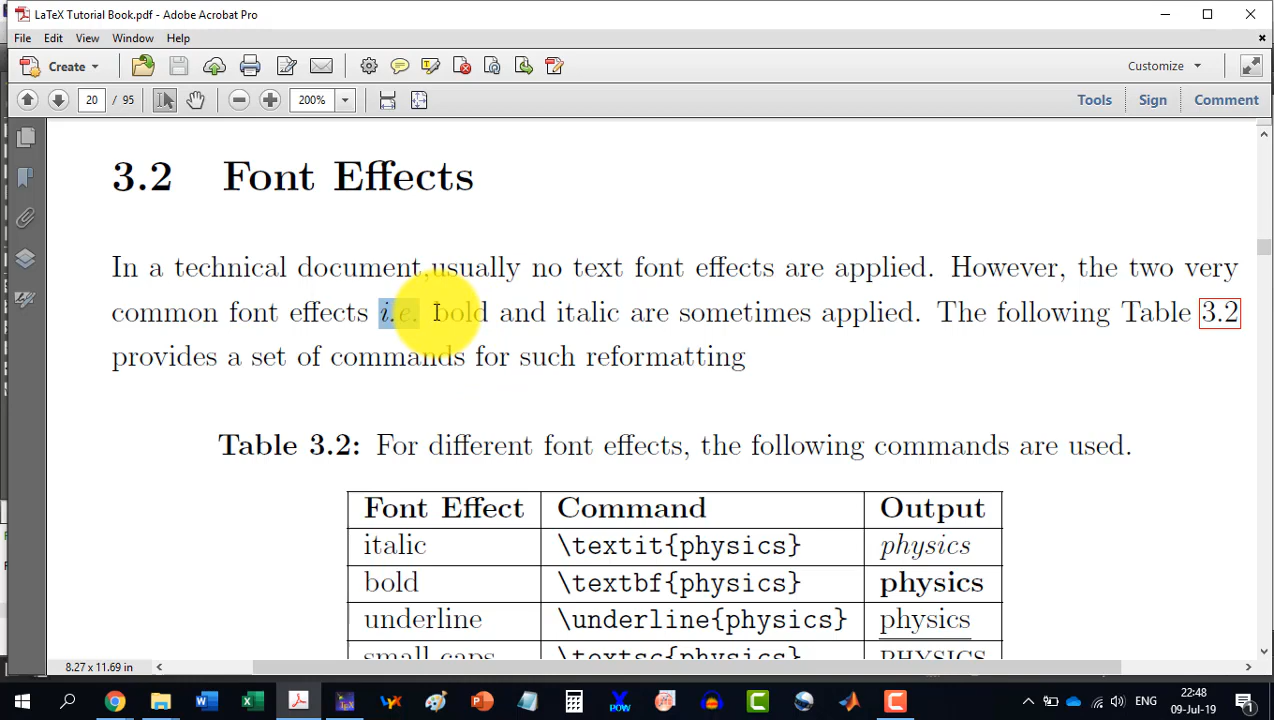 LaTeX Tutorial Book.pdf - Adobe Acrobat Pro
File Edit View Window Help
Create Customize
20 / 95 200% Tools Sign Comment
3.2 Font Effects
In a technical document,usually no text font effects are applied. However, the two very
common font effects i.e. bold and italic are sometimes applied. The following Table 3.2
provides a set of commands for such reformatting
Table 3.2: For different font effects, the following commands are used.
Font Effect Command Output
italic \textit{physics} physics
bold \textbf{physics} physics
underline \underline{physics} physics
small caps \textsc{physics} PHYSICS
8.27 x 11.69 in
ENG 22:48
09-Jul-19